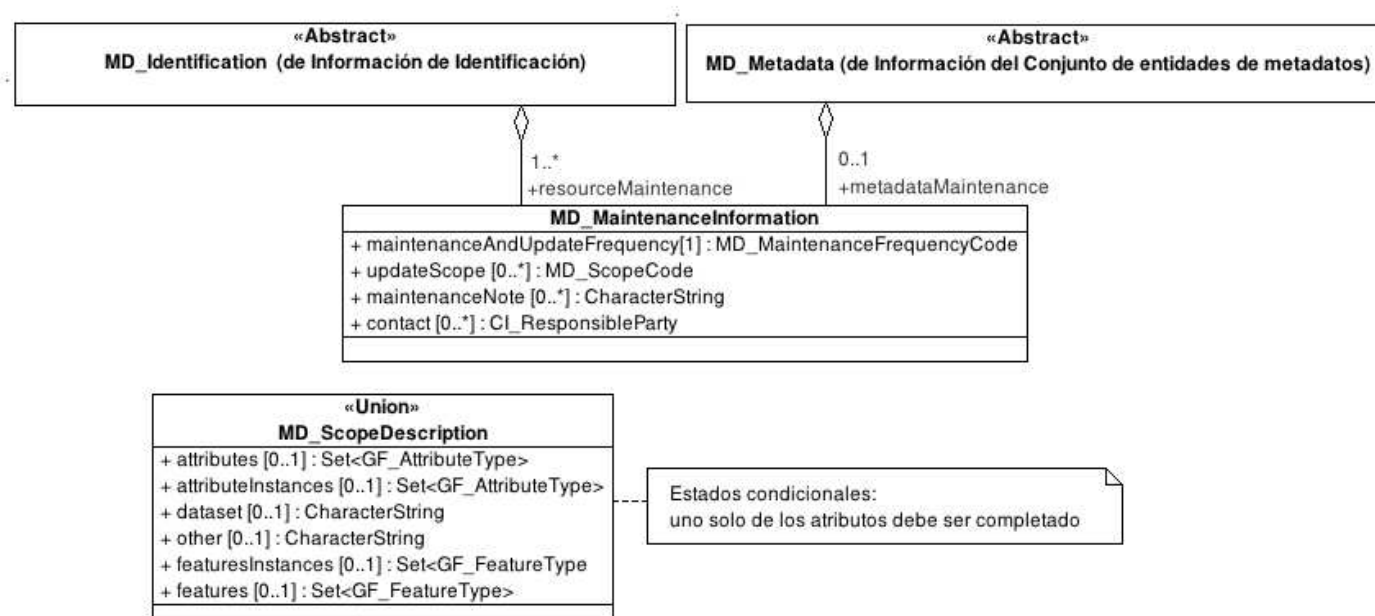 «Abstract»
MD_Identification (de Información de Identificación)
«Abstract»
MD_Metadata (de Información del Conjunto de entidades de metadatos)
1..*
+resourceMaintenance
0..1
+metadataMaintenance
MD_MaintenanceInformation
+ maintenanceAndUpdateFrequency[1] : MD_MaintenanceFrequencyCode
+ updateScope [0..*] : MD_ScopeCode
+ maintenanceNote [0..*] : CharacterString
+ contact [0..*] : CI_ResponsibleParty
«Union»
MD_ScopeDescription
+ attributes [0..1] : Set<GF_AttributeType>
+ attributeInstances [0..1] : Set<GF_AttributeType>
+ dataset [0..1] : CharacterString
+ other [0..1] : CharacterString
+ featuresInstances [0..1] : Set<GF_FeatureType
+ features [0..1] : Set<GF_FeatureType>
Estados condicionales:
uno solo de los atributos debe ser completado